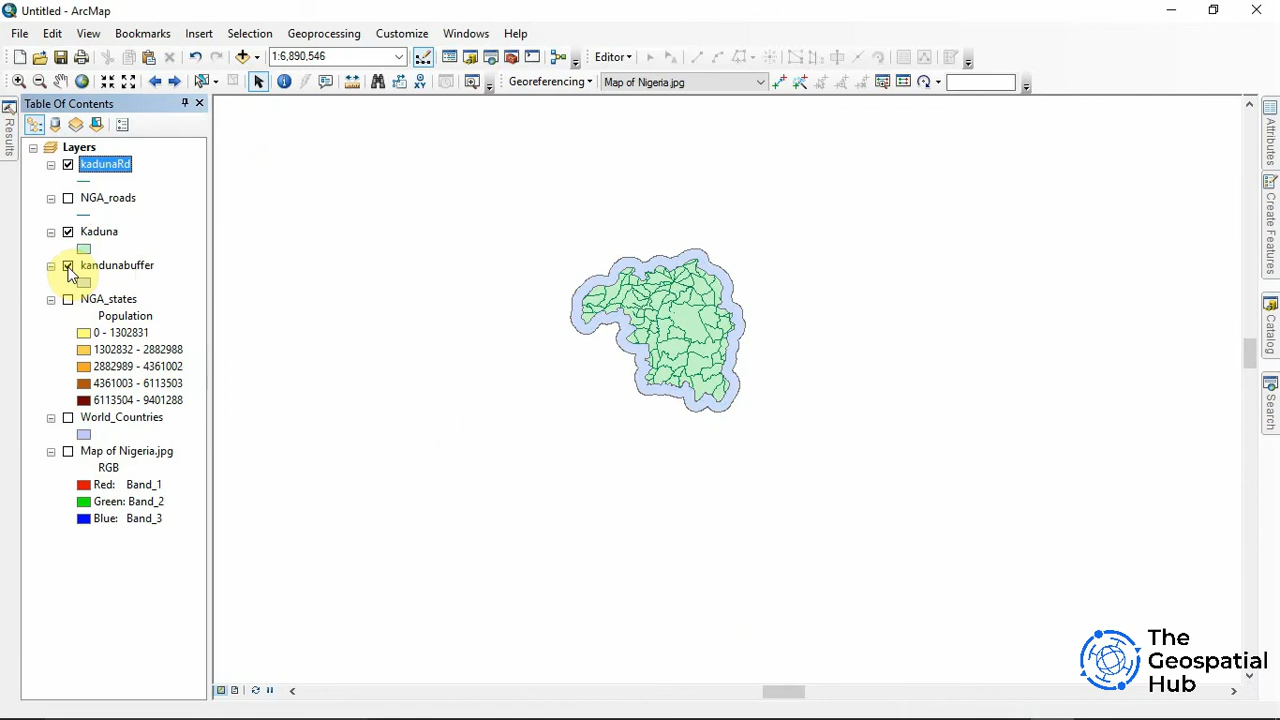 Untitled - ArcMap
File Edit View Bookmarks Insert Selection Geoprocessing Customize Windows Help
1:6,890,546 Editor
Georeferencing Map of Nigeria.jpg
Table Of Contents
Results
Layers
kadunaRd
NGA_roads
Kaduna
kandunabuffer
NGA_states
Population
0 - 1302831
1302832 - 2882988
2882989 - 4361002
4361003 - 6113503
6113504 - 9401288
World_Countries
Map of Nigeria.jpg
RGB
Red: Band_1
Green: Band_2
Blue: Band_3
Attributes
Create Features
Catalog
Search
The
Geospatial
Hub